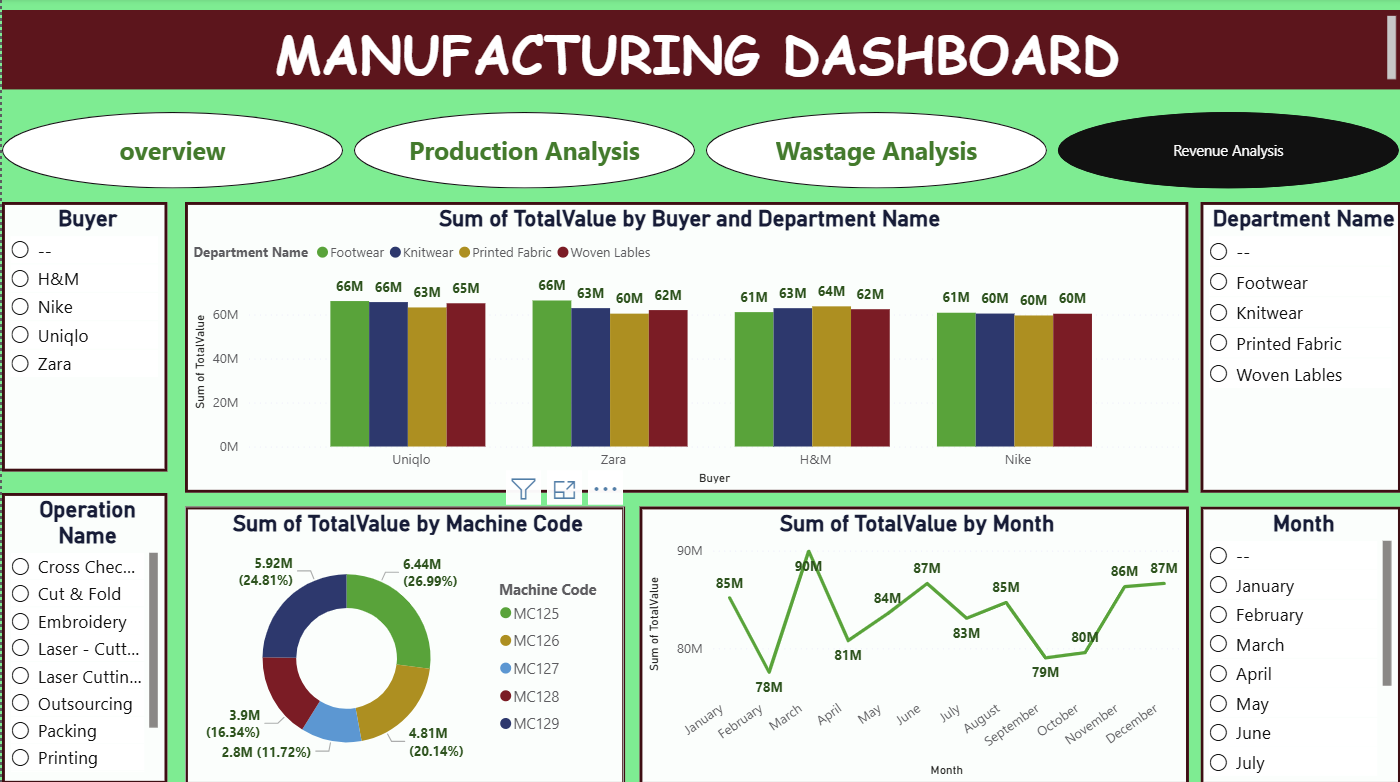 MANUFACTURING DASHBOARD
overview
Production Analysis
Wastage Analysis
Revenue Analysis
Buyer
--
H&M
Nike
Uniqlo
Zara
Sum of TotalValue by Buyer and Department Name
Department Name Footwear Knitwear Printed Fabric Woven Lables
66M 66M 63M 65M 66M 63M 60M 62M 61M 63M 64M 62M 61M 60M 60M 60M
Sum of TotalValue
60M
40M
20M
0M
Uniqlo Zara H&M Nike
Buyer
Department Name
--
Footwear
Knitwear
Printed Fabric
Woven Lables
Operation
Name
Cross Chec...
Cut & Fold
Embroidery
Laser - Cutt...
Laser Cuttin...
Outsourcing
Packing
Printing
Sum of TotalValue by Machine Code
5.92M
(24.81%)
6.44M
(26.99%)
3.9M
(16.34%)
2.8M (11.72%)
4.81M
(20.14%)
Machine Code
MC125
MC126
MC127
MC128
MC129
Sum of TotalValue by Month
Sum of TotalValue
90M
80M
85M 78M 90M 81M 84M 87M 83M 85M 79M 80M 86M 87M
January February March April May June July August September October November December
Month
Month
--
January
February
March
April
May
June
July